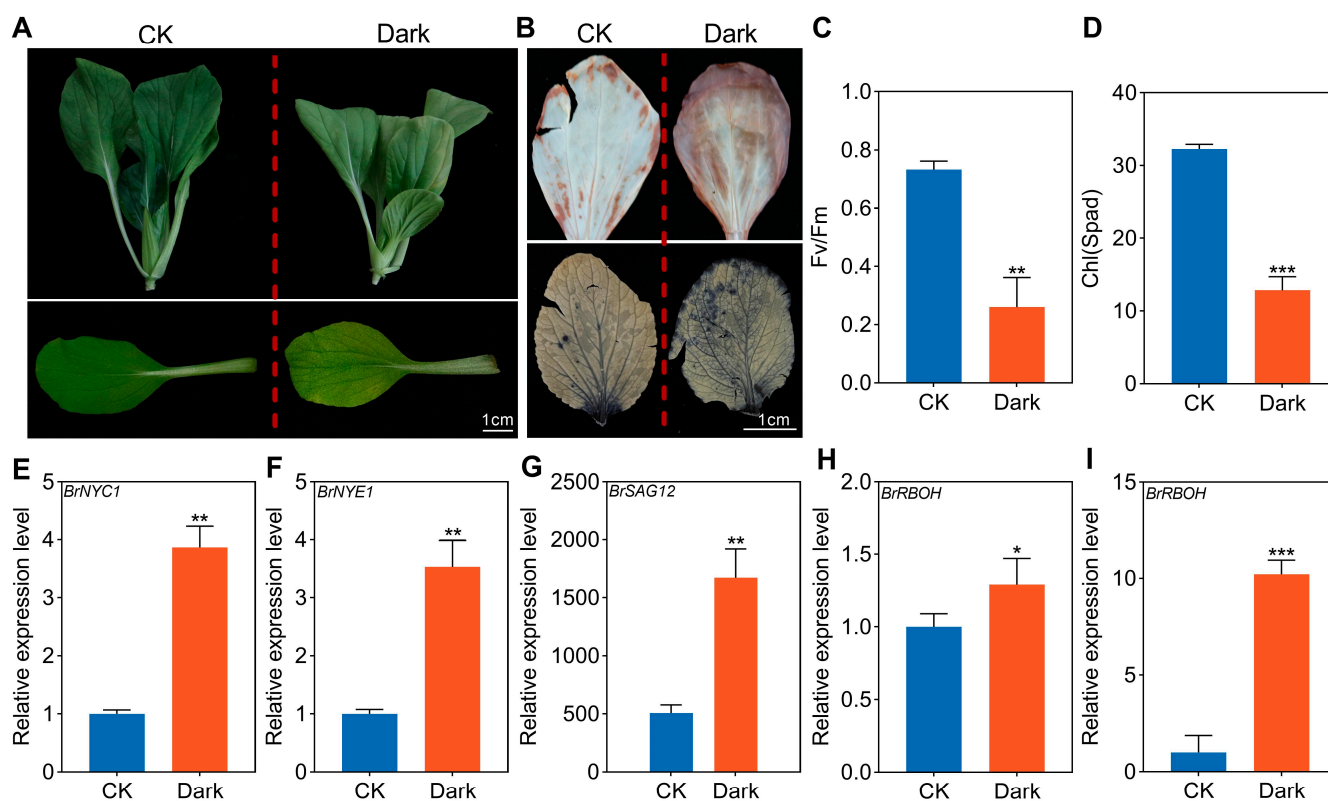 A
CK
Dark
1cm
B
CK
Dark
1cm
C
Fv/Fm
1.0
0.8
0.6
0.4
0.2
0.0
**
CK
Dark
D
Chl(Spad)
40
30
20
10
0
***
CK
Dark
E
BrNYC1
Relative expression level
5
4
3
2
1
0
**
CK
Dark
F
BrNYE1
Relative expression level
5
4
3
2
1
0
**
CK
Dark
G
BrSAG12
Relative expression level
2500
2000
1500
1000
500
0
**
CK
Dark
H
BrRBOH
Relative expression level
2.0
1.5
1.0
0.5
0.0
*
CK
Dark
I
BrRBOH
Relative expression level
15
10
5
0
***
CK
Dark